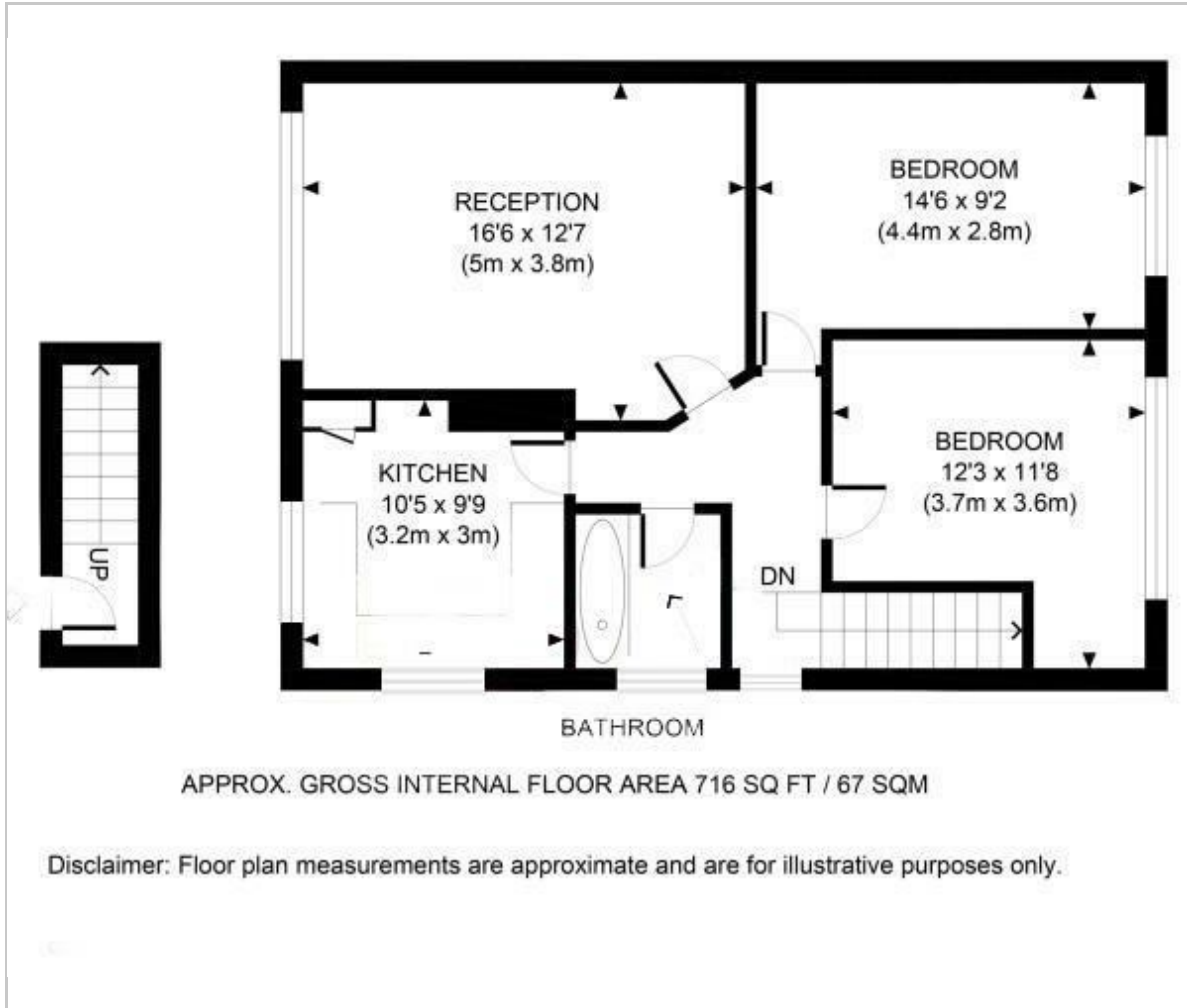 RECEPTION
16'6 x 12'7
(5m x 3.8m)
BEDROOM
14'6 x 9'2
(4.4m x 2.8m)
KITCHEN
10'5 x 9'9
(3.2m x 3m)
BEDROOM
12'3 x 11'8
(3.7m x 3.6m)
UP
DN
BATHROOM
APPROX. GROSS INTERNAL FLOOR AREA 716 SQ FT / 67 SQM
Disclaimer: Floor plan measurements are approximate and are for illustrative purposes only.